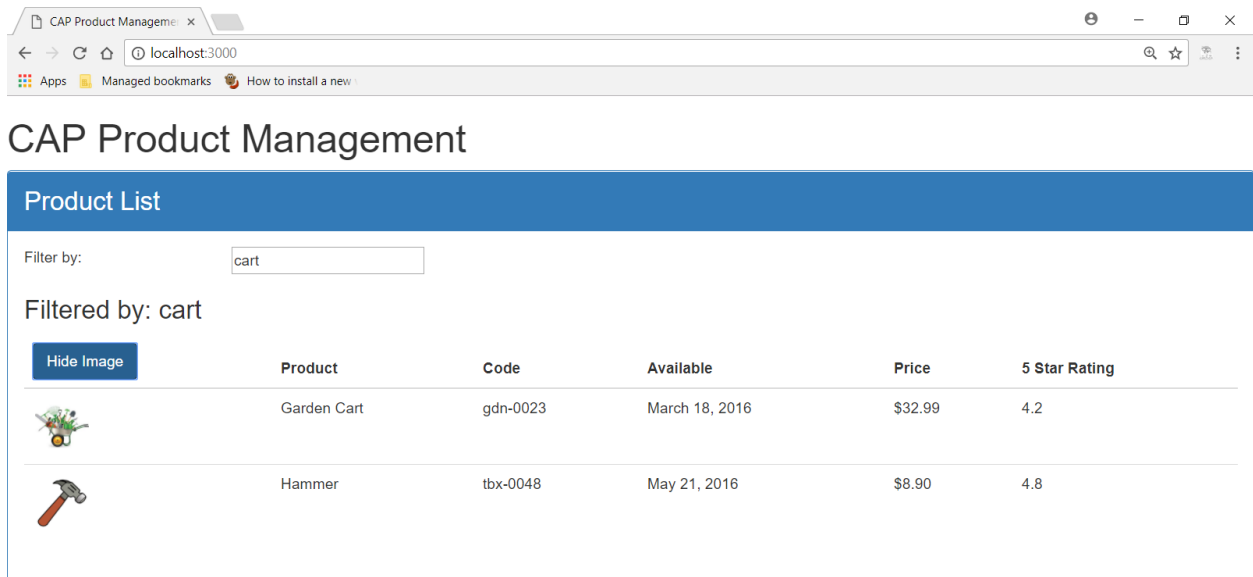 CAP Product Manageme
localhost:3000
Apps Managed bookmarks How to install a new
CAP Product Management
Product List
Filter by: cart
Filtered by: cart
Hide Image Product Code Available Price 5 Star Rating
Garden Cart gdn-0023 March 18, 2016 $32.99 4.2
Hammer tbx-0048 May 21, 2016 $8.90 4.8